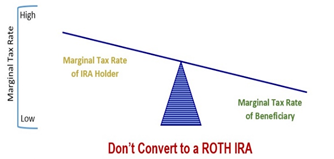 High
Marginal Tax Rate
Marginal Tax Rate
of IRA Holder
Marginal Tax Rate
of Beneficiary
Low
Don't Convert to a ROTH IRA